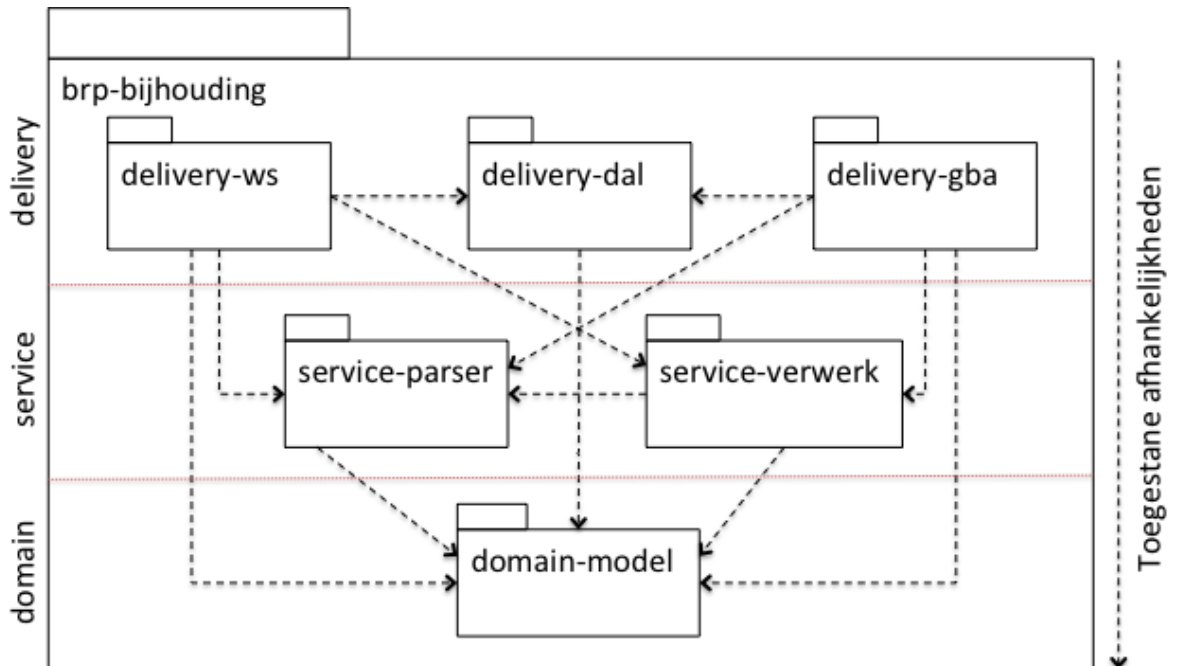 brp-bijhouding
delivery
delivery-ws
delivery-dal
delivery-gba
service
service-parser
service-verwerk
domain
domain-model
Toegestane afhankelijkheden